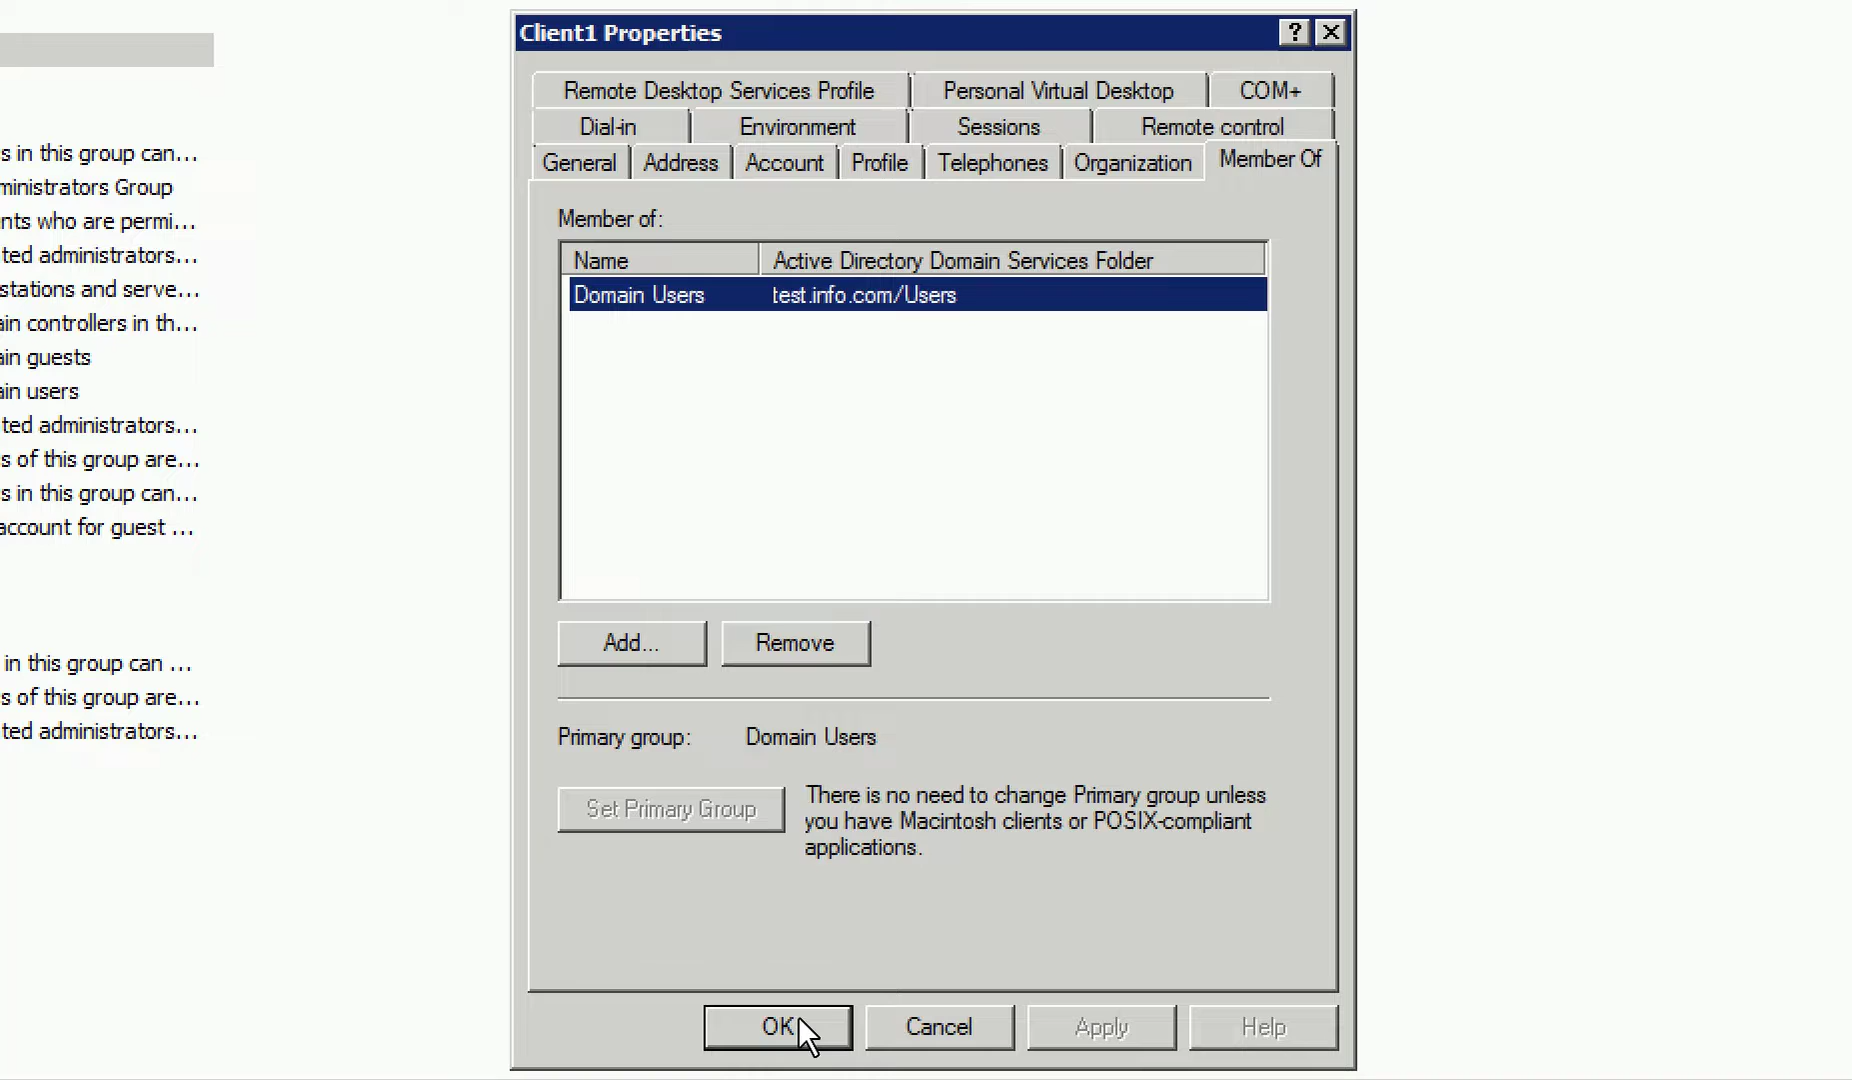 s in this group can...
ministrators Group
nts who are permi...
ted administrators...
stations and serve...
ain controllers in th...
ain guests
ain users
ted administrators...
s of this group are...
s in this group can...
account for guest ...
in this group can ...
s of this group are...
ted administrators...
Client1 Properties
Remote Desktop Services Profile Personal Virtual Desktop COM+
Dial-in Environment Sessions Remote control
General Address Account Profile Telephones Organization Member Of
Member of:
Name Active Directory Domain Services Folder
Domain Users test.info.com/Users
Add... Remove
Primary group: Domain Users
Set Primary Group
There is no need to change Primary group unless
you have Macintosh clients or POSIX-compliant
applications.
OK Cancel Apply Help